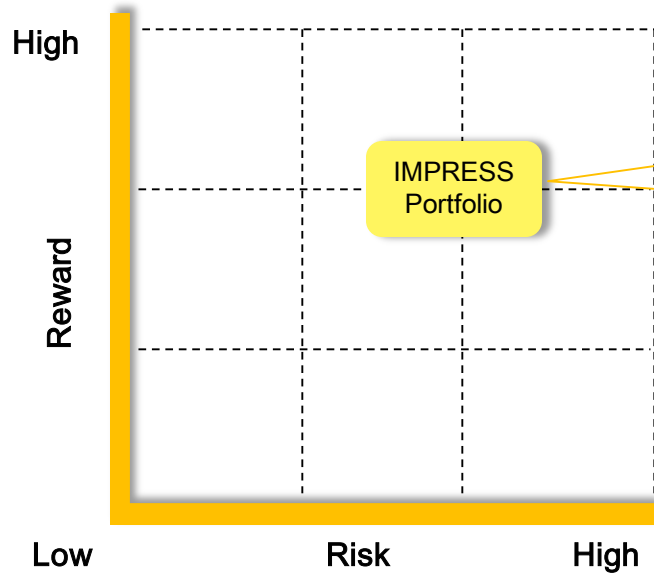 High
IMPRESS
Portfolio
Reward
Low
Risk
High